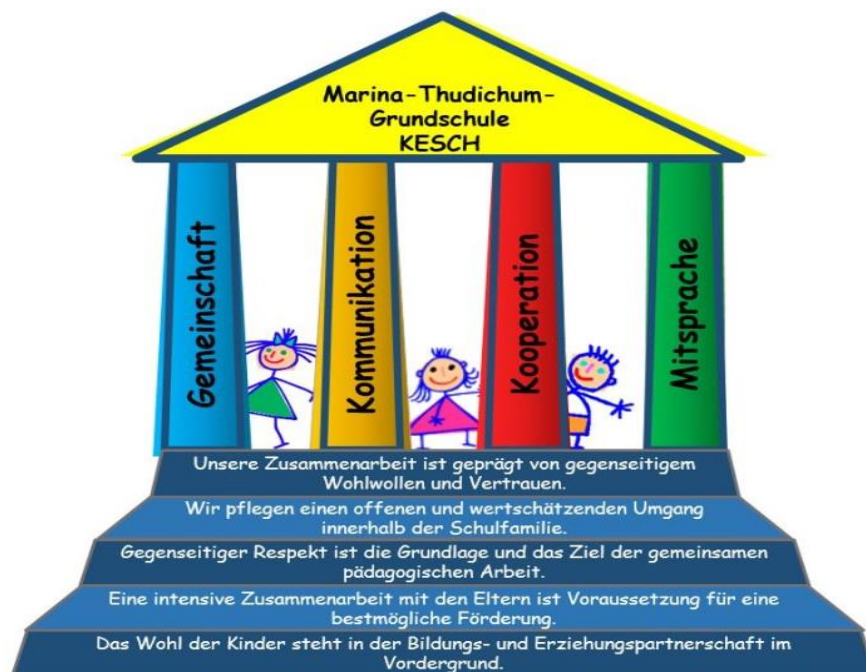 Marina-Thudichum-
Grundschule
KESCH
Gemeinschaft
Kommunikation
Kooperation
Mitsprache
Unsere Zusammenarbeit ist geprägt von gegenseitigem
Wohlwollen und Vertrauen.
Wir pflegen einen offenen und wertschätzenden Umgang
innerhalb der Schulfamilie.
Gegenseitiger Respekt ist die Grundlage und das Ziel der gemeinsamen
pädagogischen Arbeit.
Eine intensive Zusammenarbeit mit den Eltern ist Voraussetzung für eine
bestmögliche Förderung.
Das Wohl der Kinder steht in der Bildungs- und Erziehungspartnerschaft im
Vordergrund.